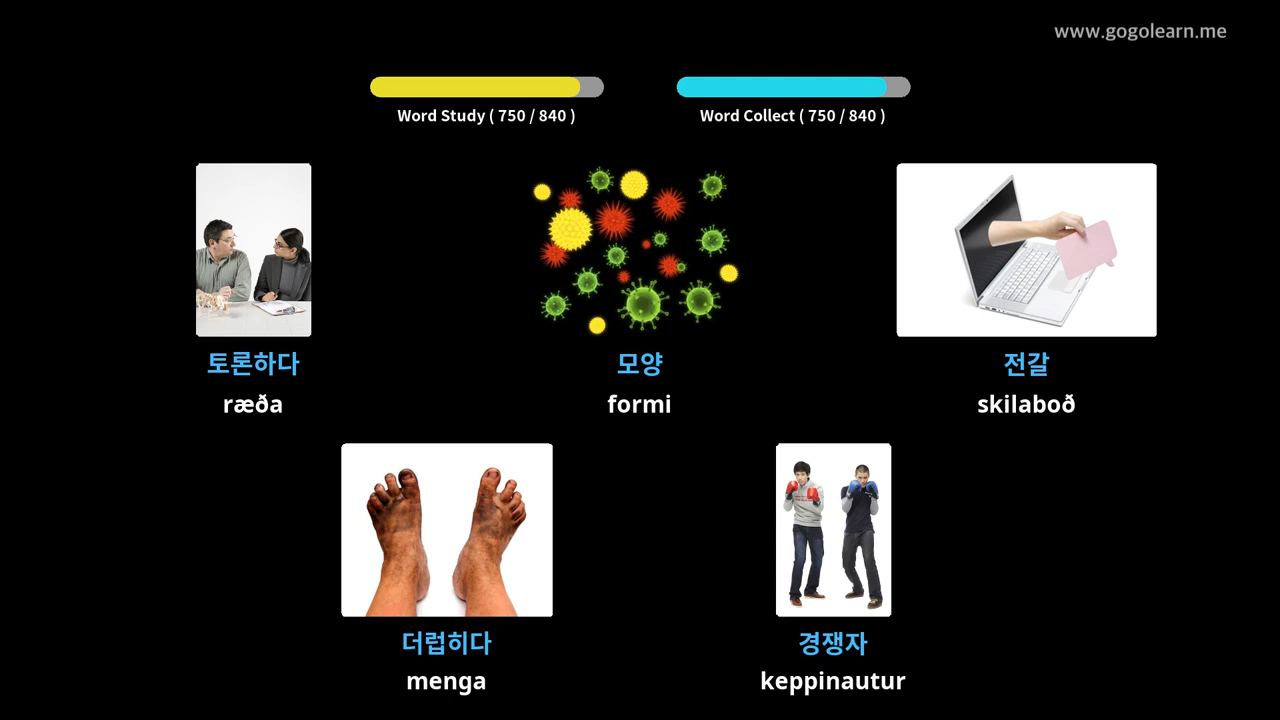 www.gogolearn.me
Word Study ( 750 / 840 )
Word Collect ( 750 / 840 )
토론하다
ræða
모양
formi
전갈
skilaboð
더럽히다
menga
경쟁자
keppinautur